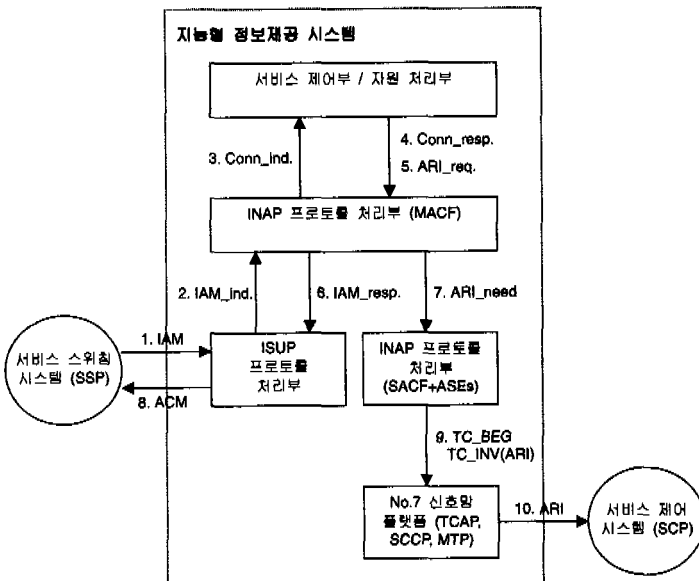 지능형 정보제공 시스템
서비스 제어부 / 자원 처리부
3. Conn_ind.
4. Conn_resp.
5. ARI_req.
INAP 프로토콜 처리부 (MACF)
2. IAM_ind.
6. IAM_resp.
7. ARI_need
1. IAM
서비스 스위칭
시스템 (SSP)
8. ACM
ISUP
프로토콜
처리부
INAP 프로토콜
처리부
(SACF+ASEs)
9. TC_BEG
TC_INV(ARI)
No.7 신호망
플랫폼 (TCAP,
SCCP, MTP)
10. ARI
서비스 제어
시스템 (SCP)